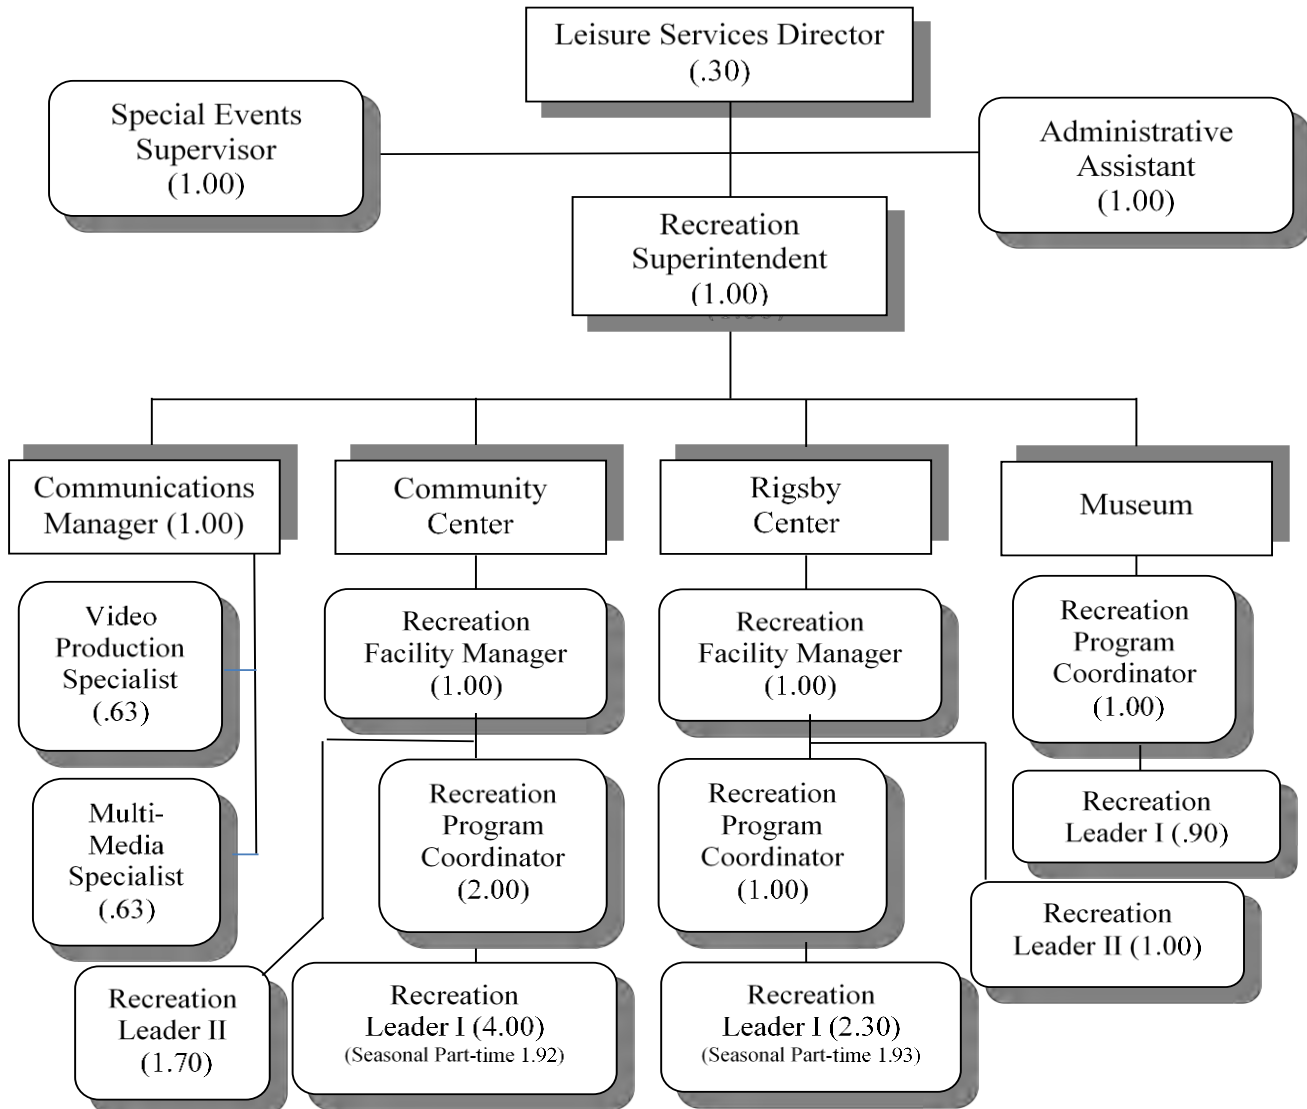 Leisure Services Director
(.30)
Special Events
Supervisor
(1.00)
Administrative
Assistant
(1.00)
Recreation
Superintendent
(1.00)
Communications
Manager (1.00)
Community
Center
Rigsby
Center
Museum
Video
Production
Specialist
(.63)
Recreation
Facility Manager
(1.00)
Recreation
Facility Manager
(1.00)
Recreation
Program
Coordinator
(1.00)
Multi-
Media
Specialist
(.63)
Recreation
Program
Coordinator
(2.00)
Recreation
Program
Coordinator
(1.00)
Recreation
Leader I (.90)
Recreation
Leader II (1.00)
Recreation
Leader II
(1.70)
Recreation
Leader I (4.00)
(Seasonal Part-time 1.92)
Recreation
Leader I (2.30)
(Seasonal Part-time 1.93)